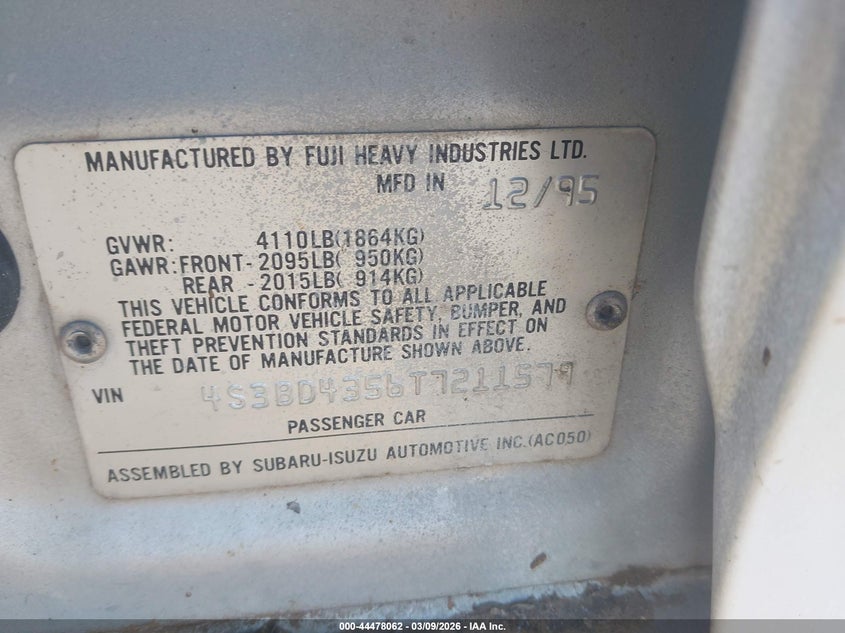 MANUFACTURED BY FUJI HEAVY INDUSTRIES LTD.
MFD IN 12/95
GVWR: 4110LB(1864KG)
GAWR:FRONT-2095LB( 950KG)
REAR -2015LB( 914KG)
THIS VEHICLE CONFORMS TO ALL APPLICABLE
FEDERAL MOTOR VEHICLE SAFETY, BUMPER, AND
THEFT PREVENTION STANDARDS IN EFFECT ON
THE DATE OF MANUFACTURE SHOWN ABOVE.
VIN 4S3BD4356T7211579
PASSENGER CAR
ASSEMBLED BY SUBARU-ISUZU AUTOMOTIVE INC.(AC050)
000-44478062 - 03/09/2026 - IAA Inc.